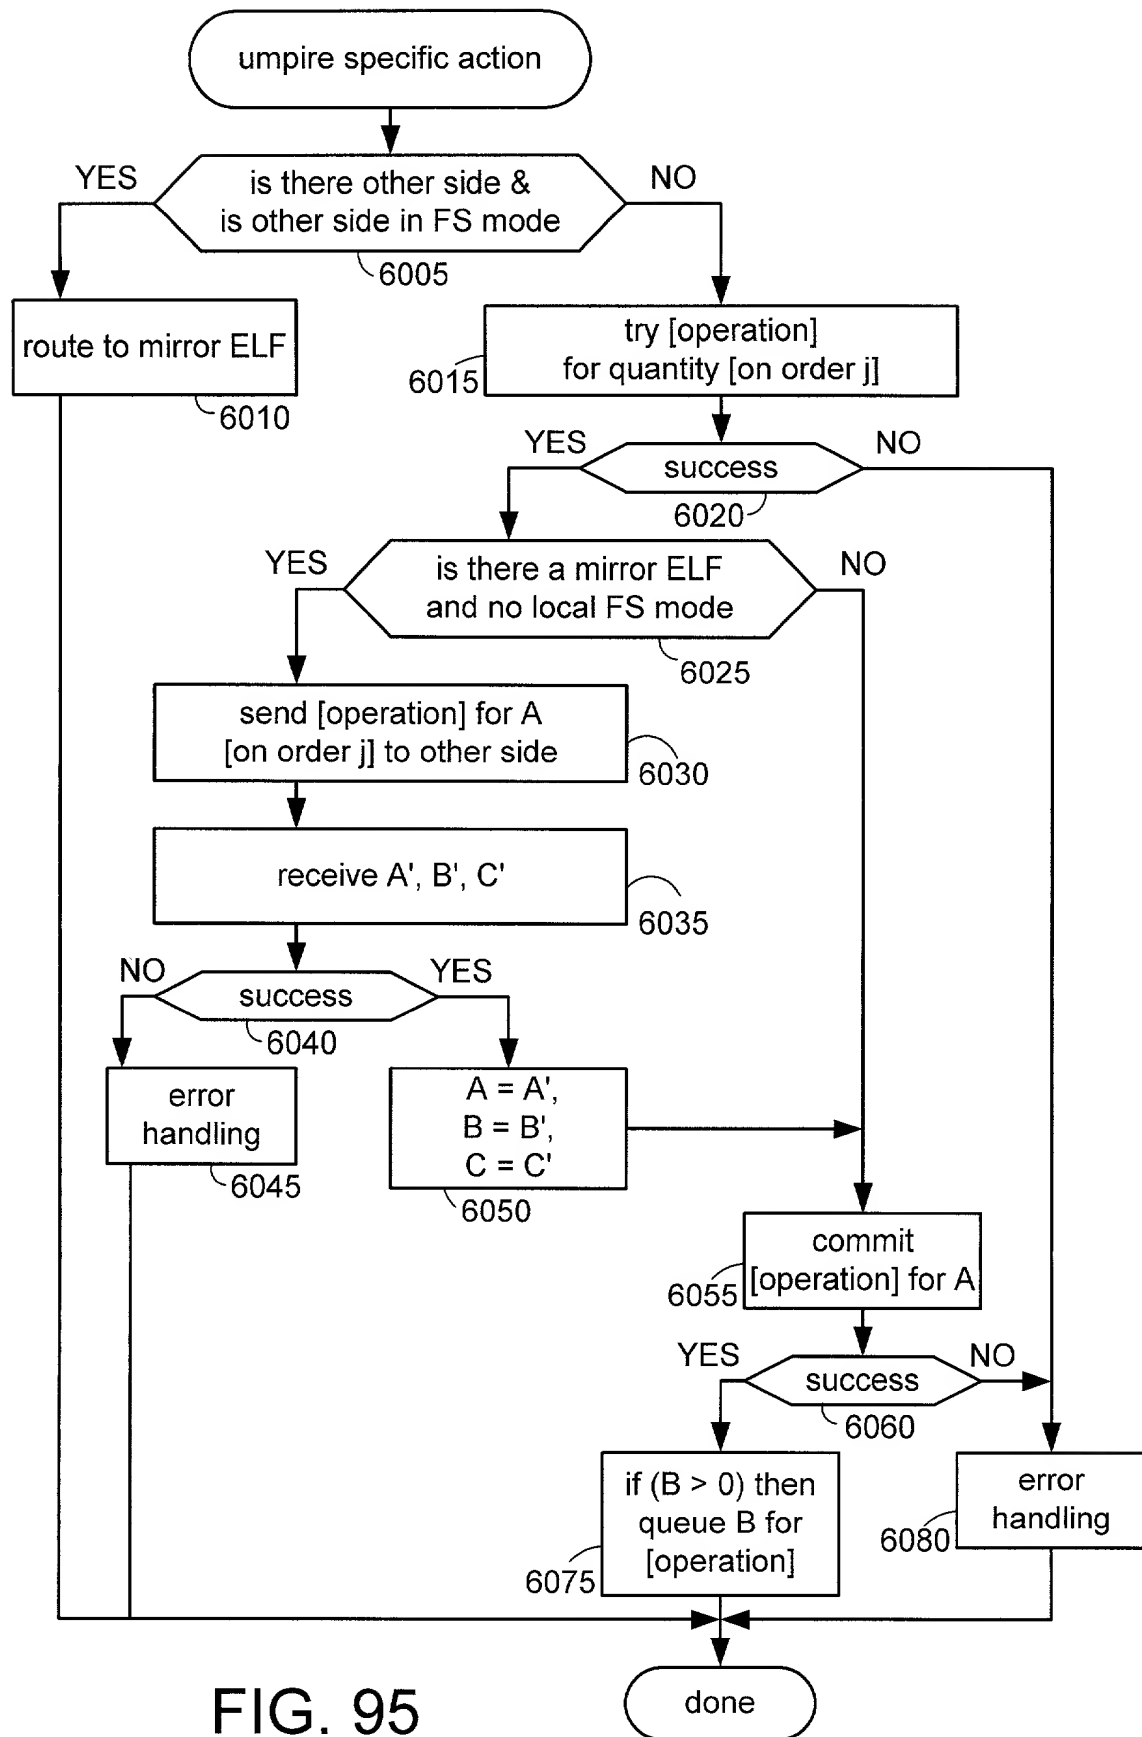 umpire specific action
YES
is there other side &
is other side in FS mode
NO
6005
route to mirror ELF
6010
try [operation]
for quantity [on order j]
6015
YES
success
NO
6020
YES
is there a mirror ELF
and no local FS mode
NO
6025
send [operation] for A
[on order j] to other side
6030
receive A', B', C'
6035
NO
success
YES
6040
error
handling
6045
A = A',
B = B',
C = C'
6050
commit
[operation] for A
6055
YES
success
NO
6060
if (B > 0) then
queue B for
[operation]
6075
error
handling
6080
done
FIG. 95